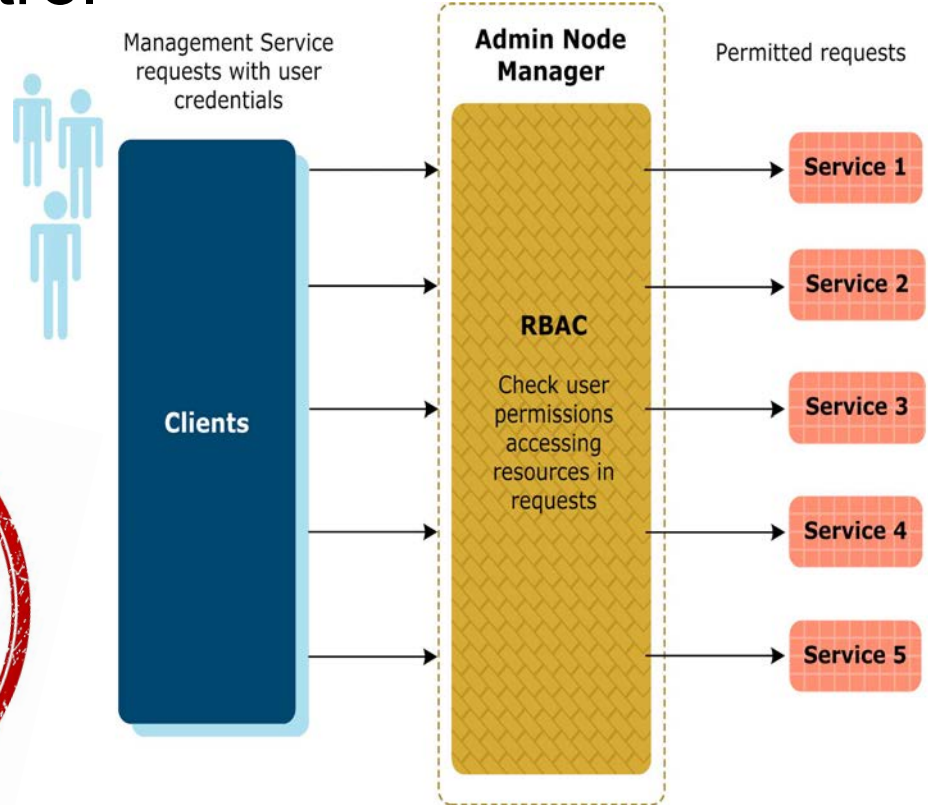 Management Service
requests with user
credentials
Admin Node
Manager
Permitted requests
Clients
RBAC
Check user
permissions
accessing
resources in
requests
Service 1
Service 2
Service 3
Service 4
Service 5